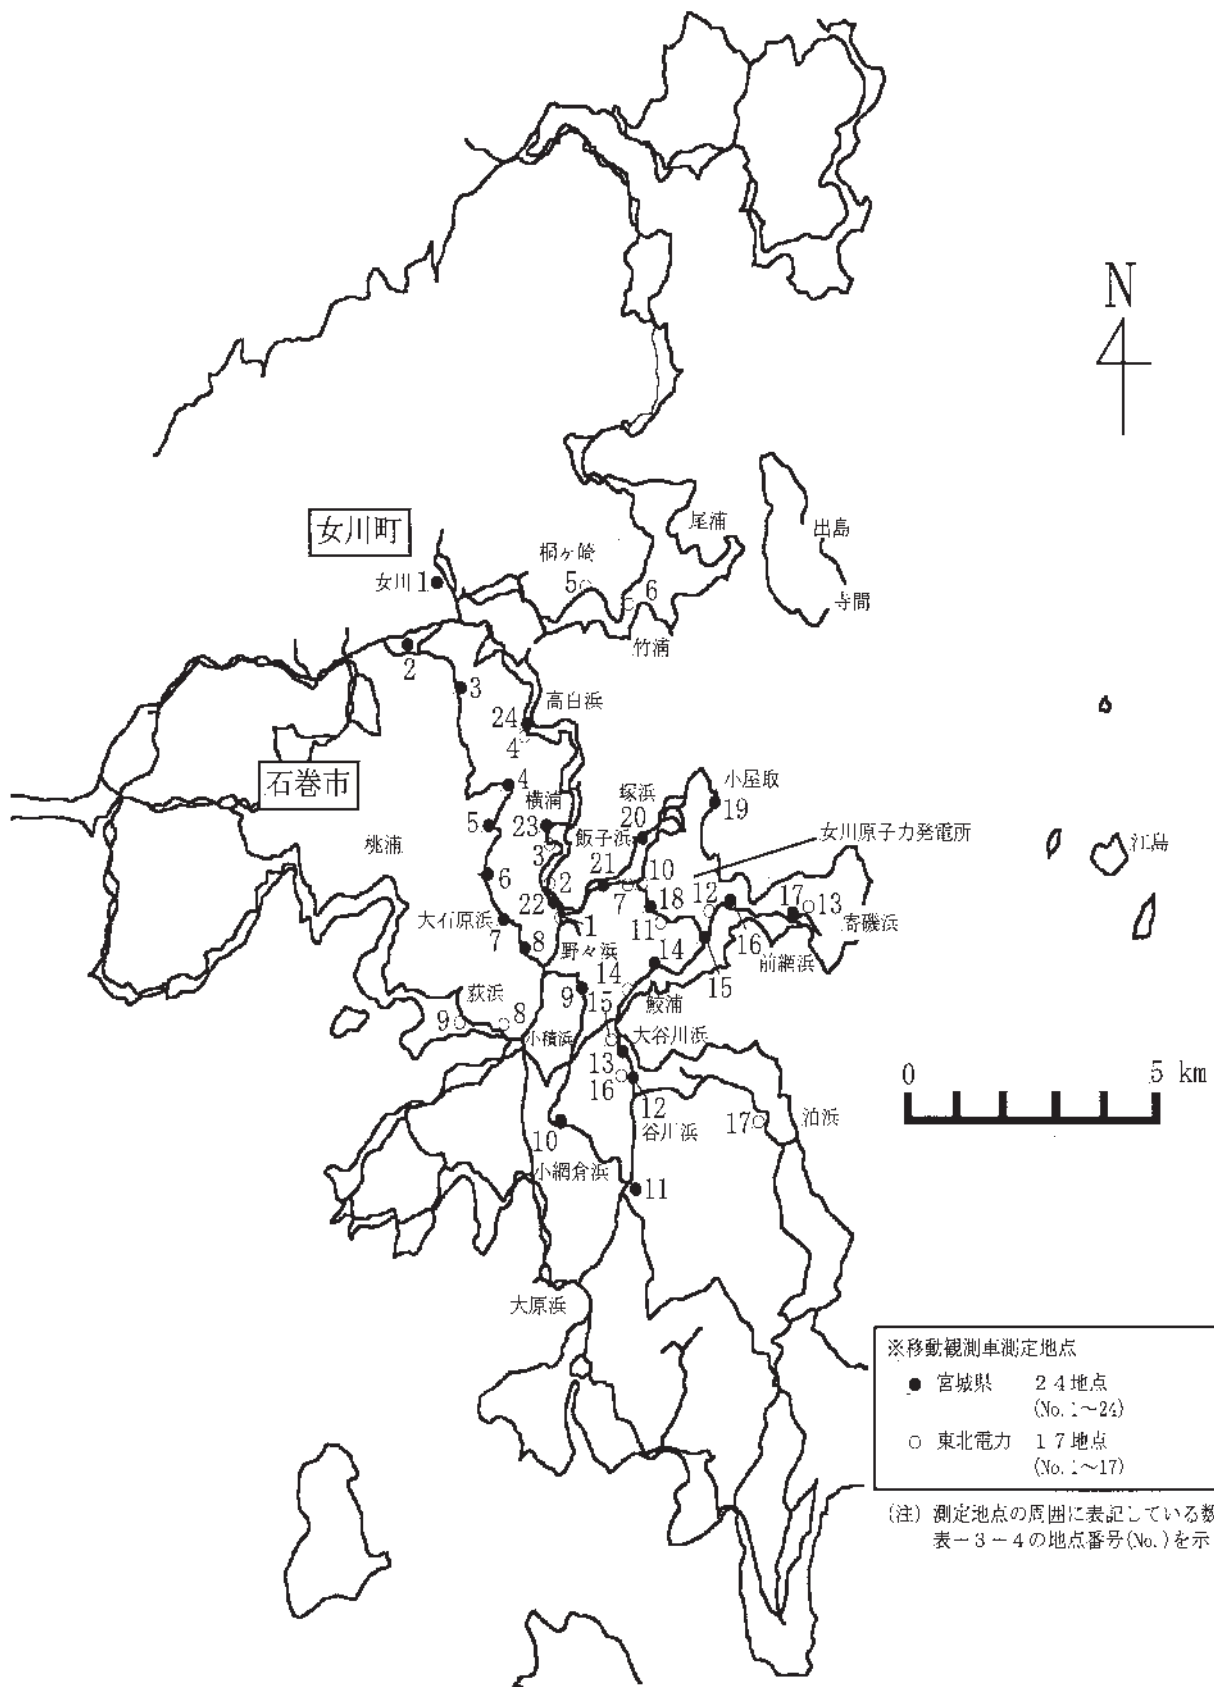 N
女川町
尾浦
出島
桐ヶ崎
女川 1
5
6
寺間
竹浦
2
3
高白浜
24
4
石巻市
4
小屋取
横浦
塚浜
19
5
23
20
女川原子力発電所
桃浦
飯子浜
3
江島
21
6
2
10
7
18
12
17
13
22
大石原浜
1
11
16
寄磯浜
7
8
野々浜
14
前網浜
15
9
14
荻浜
15
鮫浦
9
8
小積浜
大谷川浜
13
16
0
5 km
12
10
谷川浜
17
泊浜
小網倉浜
11
大原浜
※移動観測車測定地点
● 宮城県 24地点
(No.1~24)
○ 東北電力 17地点
(No.1~17)
(注) 測定地点の周囲に表記している数
表-3-4の地点番号(No.)を示